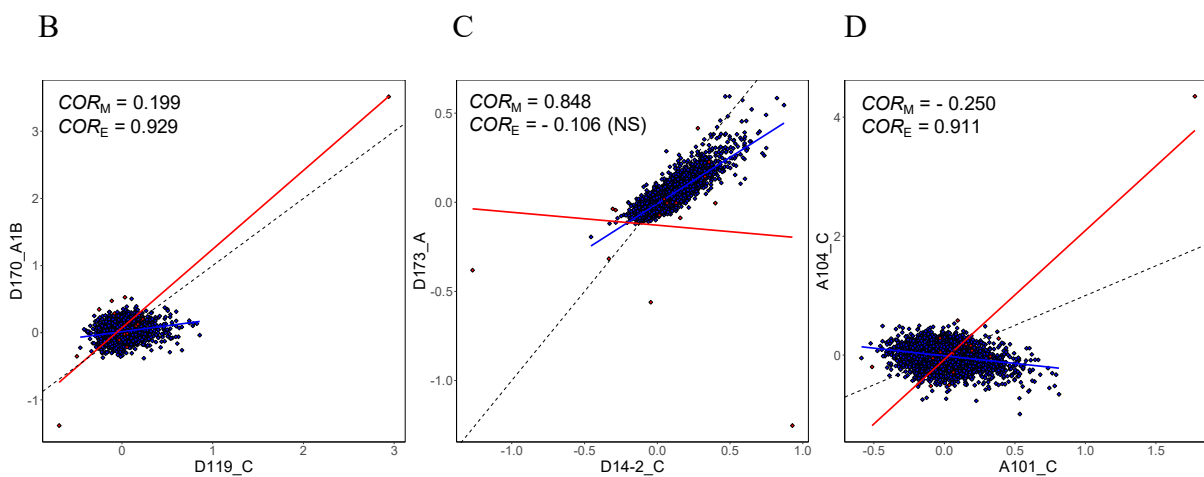 B
COR_M = 0.199
COR_E = 0.929
D170_A1B
3
2
1
0
-1
0
1
2
3
D119_C
C
COR_M = 0.848
COR_E = - 0.106 (NS)
D173_A
0.5
0.0
-0.5
-1.0
-1.0
-0.5
0.0
0.5
1.0
D14-2_C
D
COR_M = - 0.250
COR_E = 0.911
A104_C
4
2
0
-0.5
0.0
0.5
1.0
1.5
A101_C